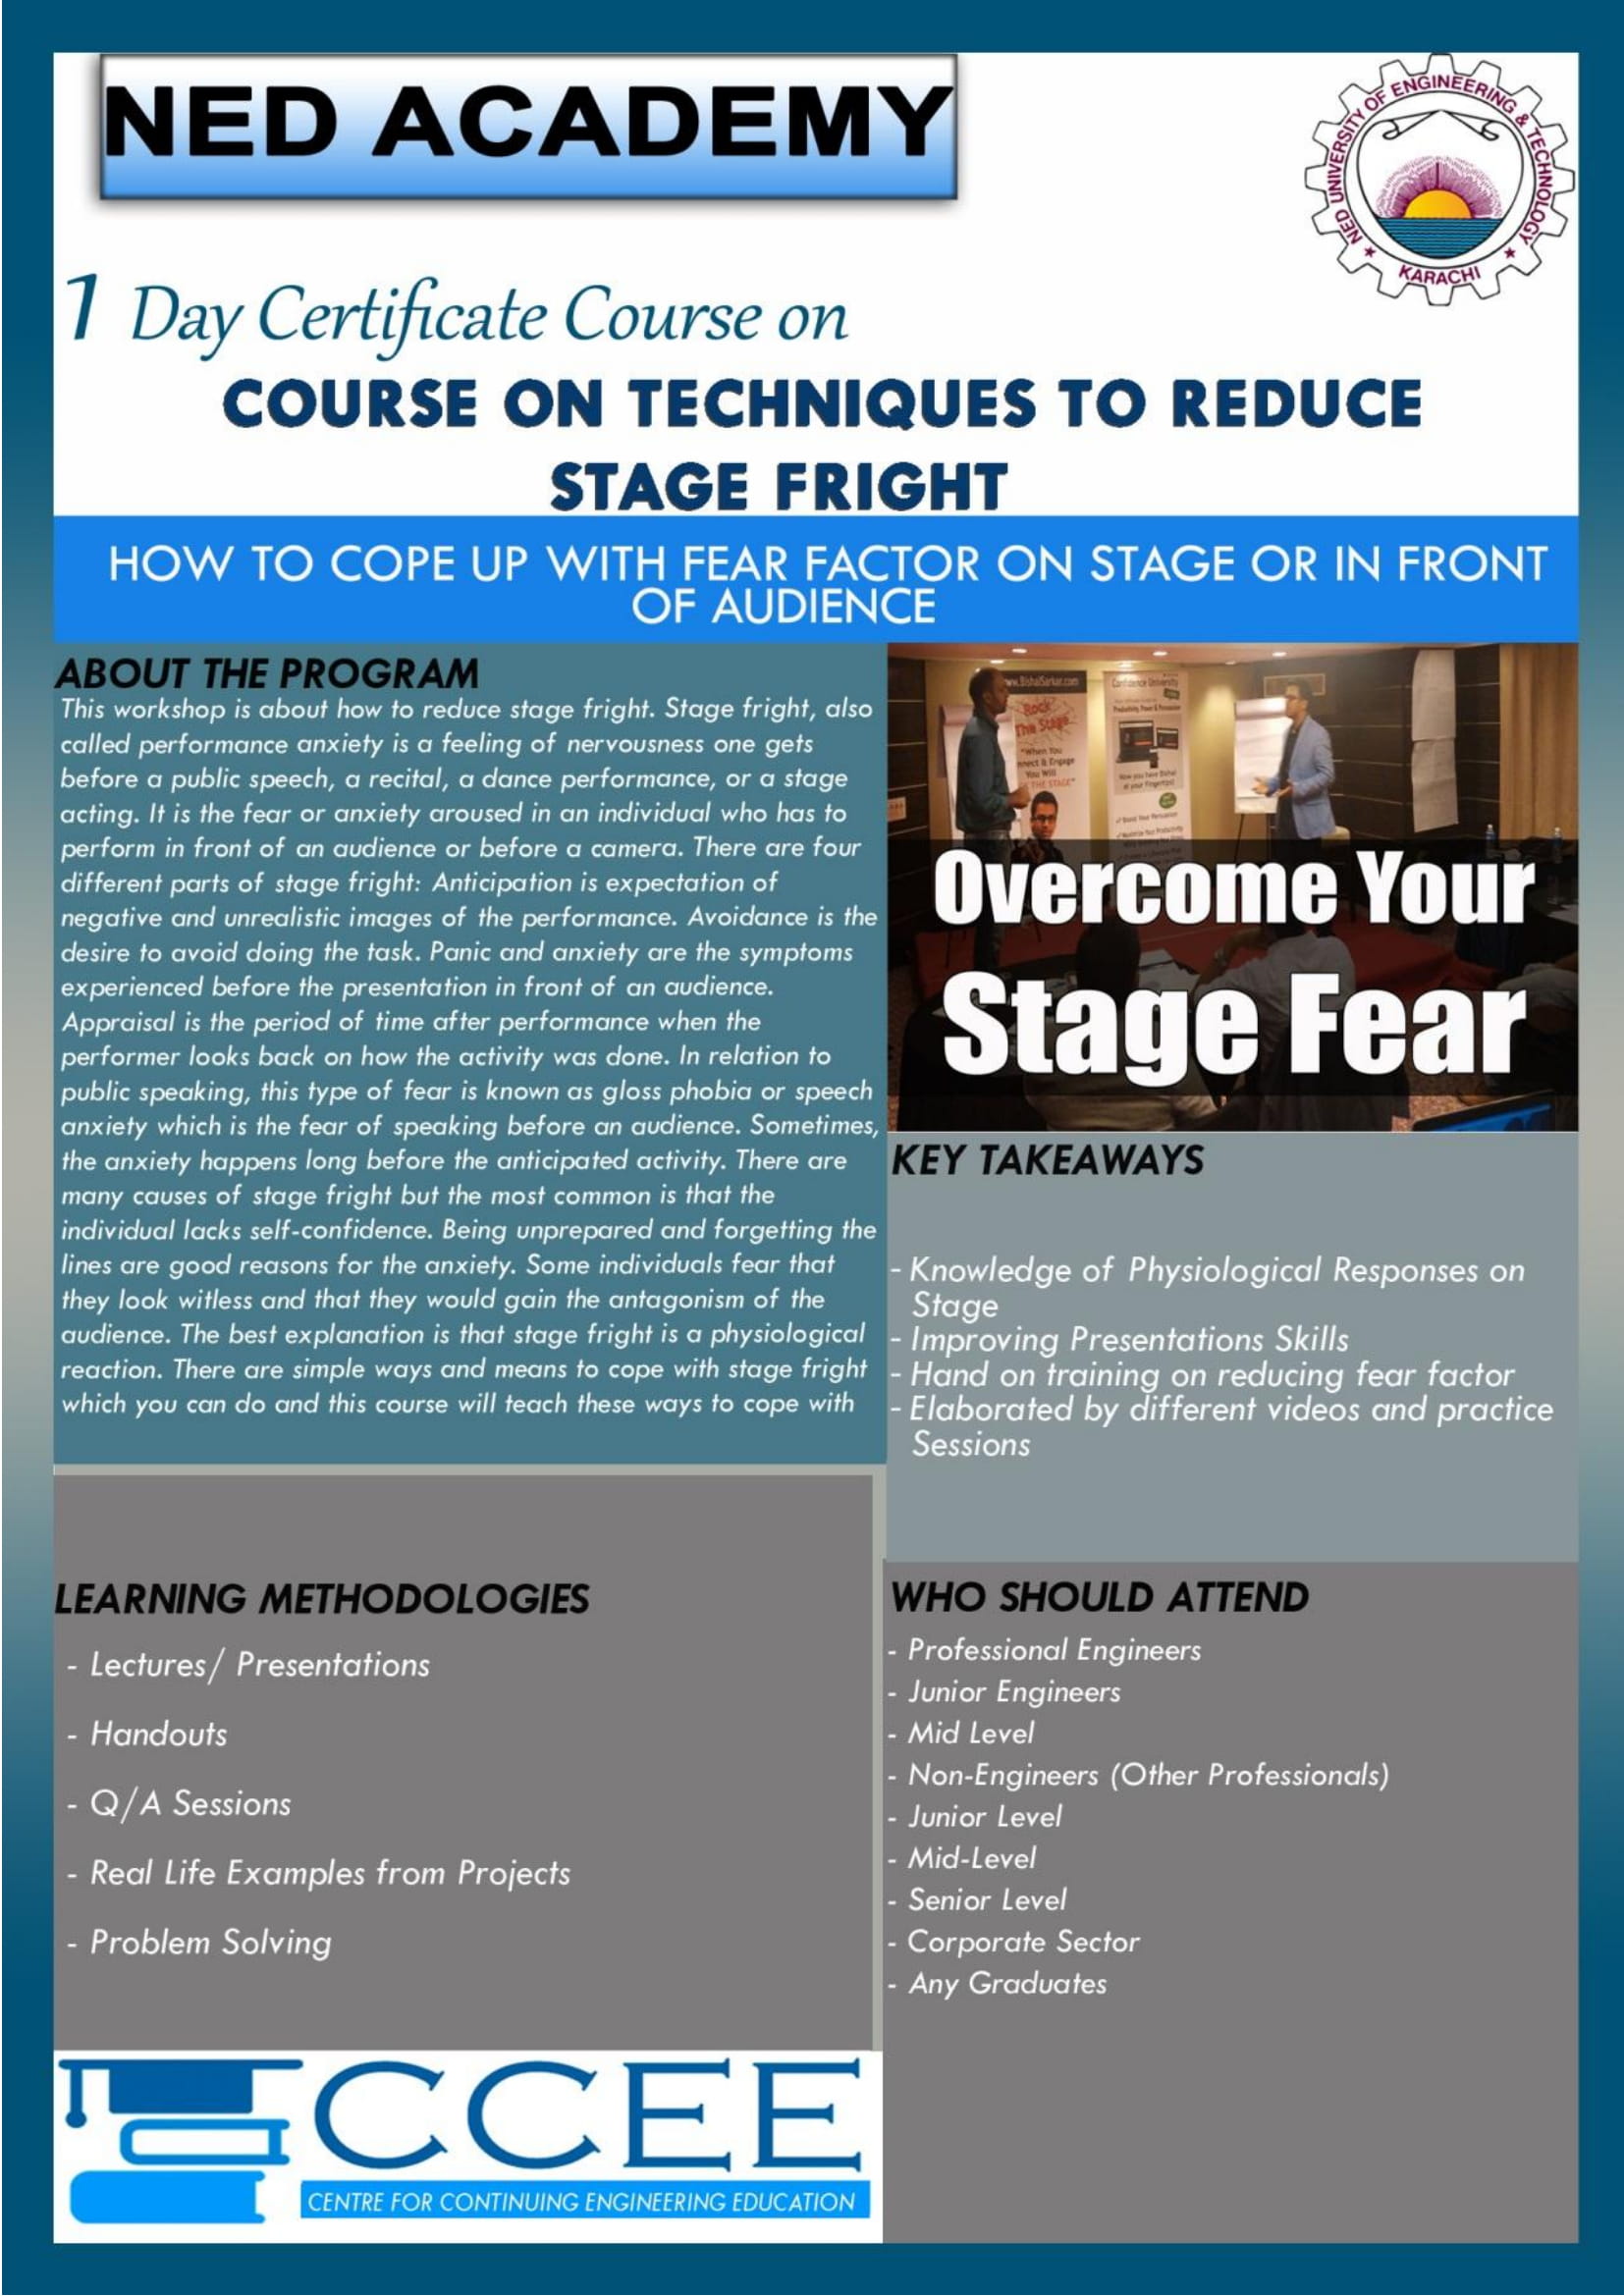 NED ACADEMY
NED UNIVERSITY OF ENGINEERING & TECHNOLOGY
KARACHI
1 Day Certificate Course on
COURSE ON TECHNIQUES TO REDUCE
STAGE FRIGHT
HOW TO COPE UP WITH FEAR FACTOR ON STAGE OR IN FRONT
OF AUDIENCE
ABOUT THE PROGRAM
This workshop is about how to reduce stage fright. Stage fright, also
called performance anxiety is a feeling of nervousness one gets
before a public speech, a recital, a dance performance, or a stage
acting. It is the fear or anxiety aroused in an individual who has to
perform in front of an audience or before a camera. There are four
different parts of stage fright: Anticipation is expectation of
negative and unrealistic images of the performance. Avoidance is the
desire to avoid doing the task. Panic and anxiety are the symptoms
experienced before the presentation in front of an audience.
Appraisal is the period of time after performance when the
performer looks back on how the activity was done. In relation to
public speaking, this type of fear is known as gloss phobia or speech
anxiety which is the fear of speaking before an audience. Sometimes,
the anxiety happens long before the anticipated activity. There are
many causes of stage fright but the most common is that the
individual lacks self-confidence. Being unprepared and forgetting the
lines are good reasons for the anxiety. Some individuals fear that
they look witless and that they would gain the antagonism of the
audience. The best explanation is that stage fright is a physiological
reaction. There are simple ways and means to cope with stage fright
which you can do and this course will teach these ways to cope with
www.BishalSarkar.com
Rock
The Stage
"When You
Connect & Engage
You Will
THE STAGE"
Confidence University
Overcome Your
Stage Fear
KEY TAKEAWAYS
- Knowledge of Physiological Responses on
Stage
- Improving Presentations Skills
- Hand on training on reducing fear factor
- Elaborated by different videos and practice
Sessions
LEARNING METHODOLOGIES
- Lectures/ Presentations
- Handouts
- Q/A Sessions
- Real Life Examples from Projects
- Problem Solving
WHO SHOULD ATTEND
- Professional Engineers
- Junior Engineers
- Mid Level
- Non-Engineers (Other Professionals)
- Junior Level
- Mid-Level
- Senior Level
- Corporate Sector
- Any Graduates
CCEE
CENTRE FOR CONTINUING ENGINEERING EDUCATION